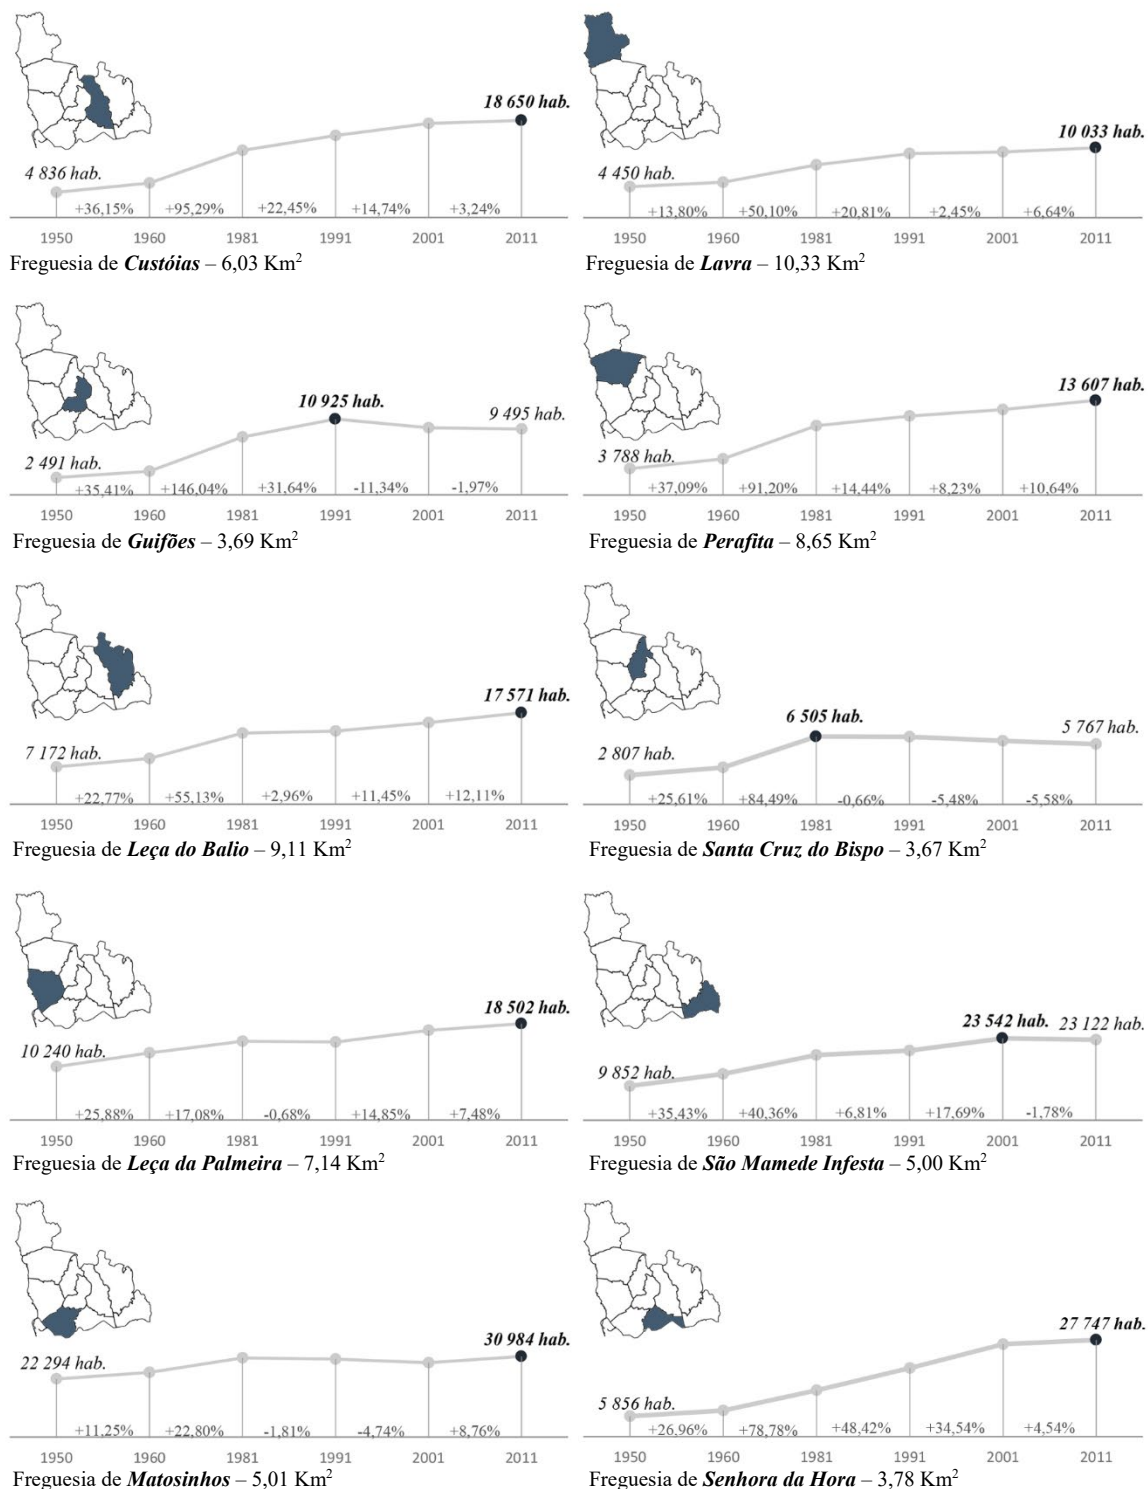 18 650 hab.
4 836 hab.
+36,15% +95,29% +22,45% +14,74% +3,24%
1950 1960 1981 1991 2001 2011
Freguesia de Custóias – 6,03 Km²
10 033 hab.
4 450 hab.
+13,80% +50,10% +20,81% +2,45% +6,64%
1950 1960 1981 1991 2001 2011
Freguesia de Lavra – 10,33 Km²
10 925 hab.
9 495 hab.
2 491 hab.
+35,41% +146,04% +31,64% -11,34% -1,97%
1950 1960 1981 1991 2001 2011
Freguesia de Guifões – 3,69 Km²
13 607 hab.
3 788 hab.
+37,09% +91,20% +14,44% +8,23% +10,64%
1950 1960 1981 1991 2001 2011
Freguesia de Perafita – 8,65 Km²
17 571 hab.
7 172 hab.
+22,77% +55,13% +2,96% +11,45% +12,11%
1950 1960 1981 1991 2001 2011
Freguesia de Leça do Balio – 9,11 Km²
6 505 hab.
5 767 hab.
2 807 hab.
+25,61% +84,49% -0,66% -5,48% -5,58%
1950 1960 1981 1991 2001 2011
Freguesia de Santa Cruz do Bispo – 3,67 Km²
18 502 hab.
10 240 hab.
+25,88% +17,08% -0,68% +14,85% +7,48%
1950 1960 1981 1991 2001 2011
Freguesia de Leça da Palmeira – 7,14 Km²
23 542 hab. 23 122 hab.
9 852 hab.
+35,43% +40,36% +6,81% +17,69% -1,78%
1950 1960 1981 1991 2001 2011
Freguesia de São Mamede Infesta – 5,00 Km²
30 984 hab.
22 294 hab.
+11,25% +22,80% -1,81% -4,74% +8,76%
1950 1960 1981 1991 2001 2011
Freguesia de Matosinhos – 5,01 Km²
27 747 hab.
5 856 hab.
+26,96% +78,78% +48,42% +34,54% +4,54%
1950 1960 1981 1991 2001 2011
Freguesia de Senhora da Hora – 3,78 Km²